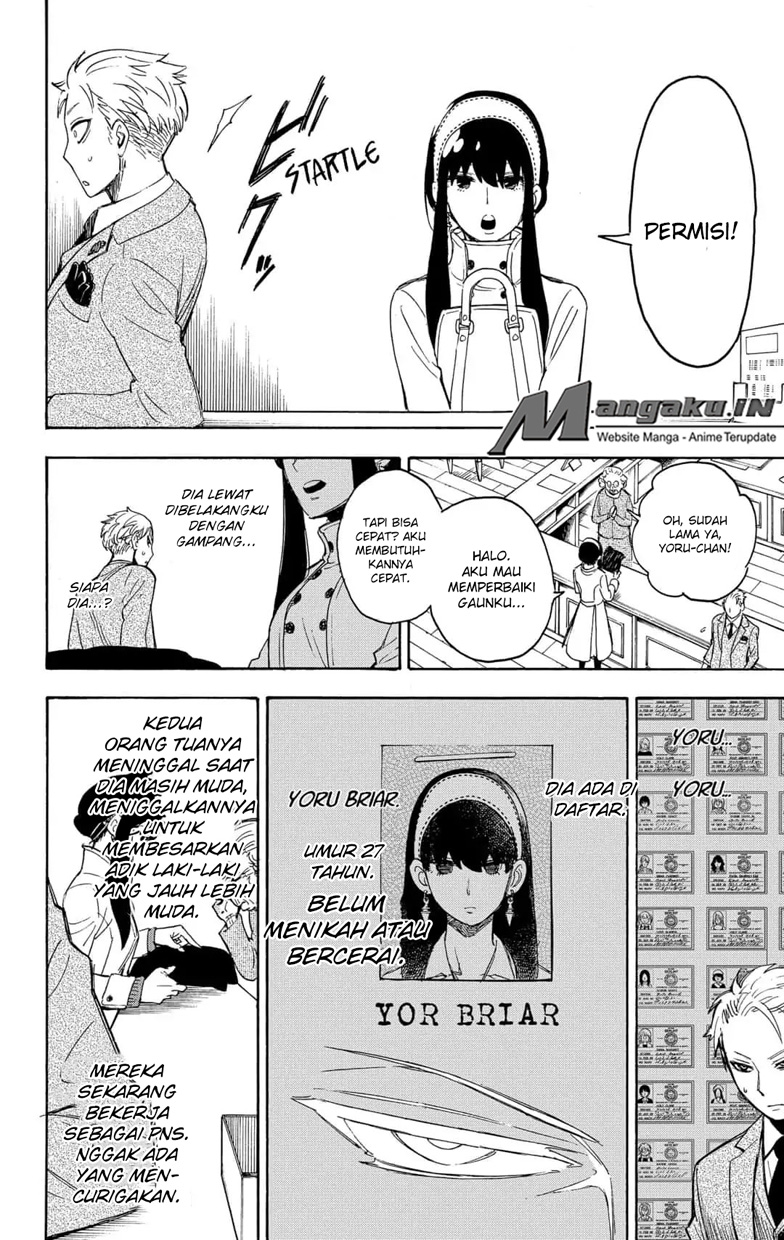 ビクッ
STARTLE
PERMISI!
Mangaku.IN
Website Manga - Anime Terupdate
OH, SUDAH
LAMA YA,
YORU-CHAN!
HALO.
AKU MAU
MEMPERBAIKI
GAUNKU...
TAPI BISA
CEPAT? AKU
MEMBUTUH-
KANNYA
CEPAT.
DIA LEWAT
DIBELAKANGKU
DENGAN
GAMPANG...
SIAPA
DIA...?
YORU...
YORU...
DIA ADA DI
DAFTAR.
YORU BRIAR.
UMUR 27
TAHUN.
BELUM
MENIKAH ATAU
BERCERAI.
YOR BRIAR
KEDUA
ORANG TUANYA
MENINGGAL SAAT
DIA MASIH MUDA,
MENIGGALKANNYA
UNTUK
MEMBESARKAN
ADIK LAKI-LAKI
YANG JAUH LEBIH
MUDA.
MEREKA
SEKARANG
BEKERJA
SEBAGAI PNS.
NGGAK ADA
YANG MEN-
CURIGAKAN.